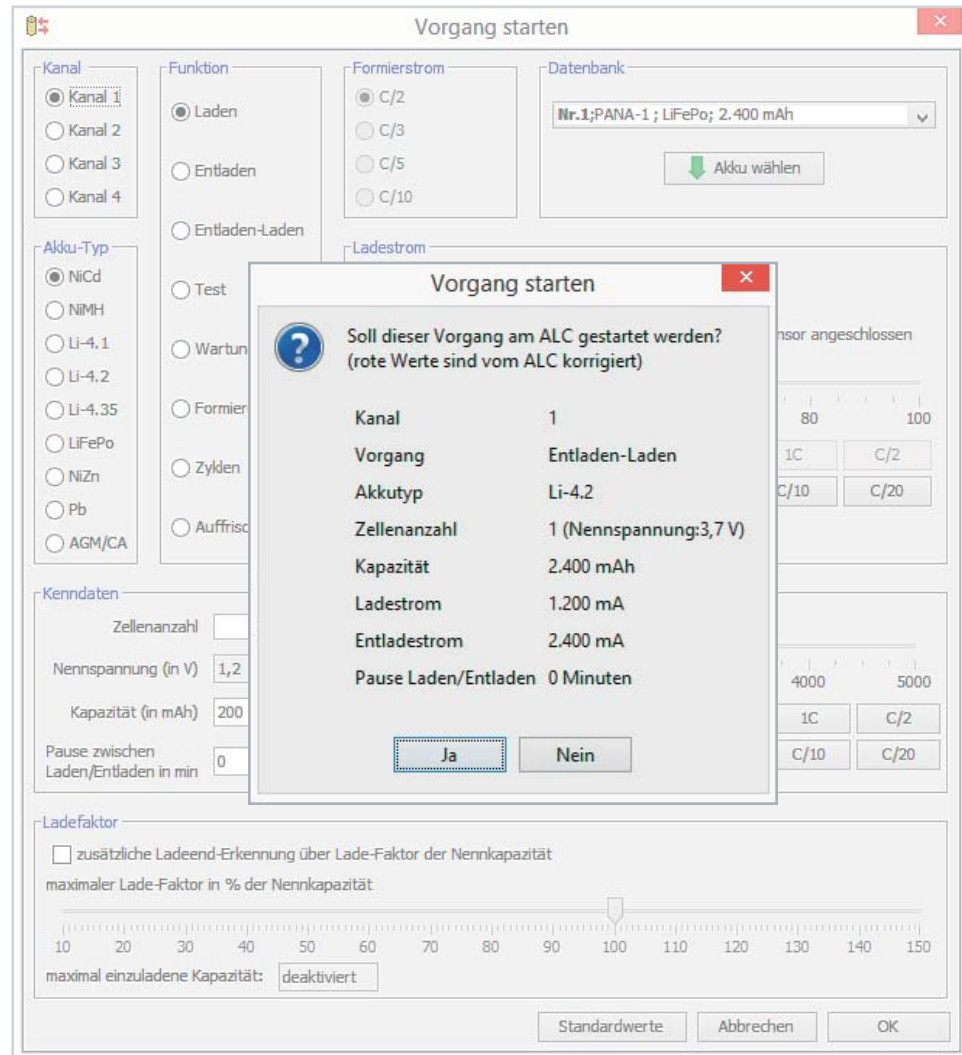 Vorgang starten
Kanal
Kanal 1
Kanal 2
Kanal 3
Kanal 4
Funktion
Laden
Entladen
Entladen-Laden
Test
Zyklen
Formierstrom
C/2
C/3
C/5
C/10
Datenbank
Nr.1;PANA-1 ; LiFePo; 2.400 mAh
Akku wählen
Akku-Typ
NiCd
NiMH
Li-4.1
Li-4.2
Li-4.35
LiFePo
NiZn
Pb
AGM/CA
Ladestrom
angeschlossen
80 100
1C C/2
C/10 C/20
Vorgang starten
Soll dieser Vorgang am ALC gestartet werden?
(rote Werte sind vom ALC korrigiert)
Kanal 1
Vorgang Entladen-Laden
Akkutyp Li-4.2
Zellenanzahl 1 (Nennspannung:3,7 V)
Kapazität 2.400 mAh
Ladestrom 1.200 mA
Entladestrom 2.400 mA
Pause Laden/Entladen 0 Minuten
Ja Nein
Kenndaten
Zellenanzahl
Nennspannung (in V) 1,2
Kapazität (in mAh) 200
Pause zwischen
Laden/Entladen in min 0
4000 5000
1C C/2
C/10 C/20
Ladefaktor
zusätzliche Ladeend-Erkennung über Lade-Faktor der Nennkapazität
maximaler Lade-Faktor in % der Nennkapazität
10 20 30 40 50 60 70 80 90 100 110 120 130 140 150
maximal einzuladene Kapazität: deaktiviert
Standardwerte Abbrechen OK